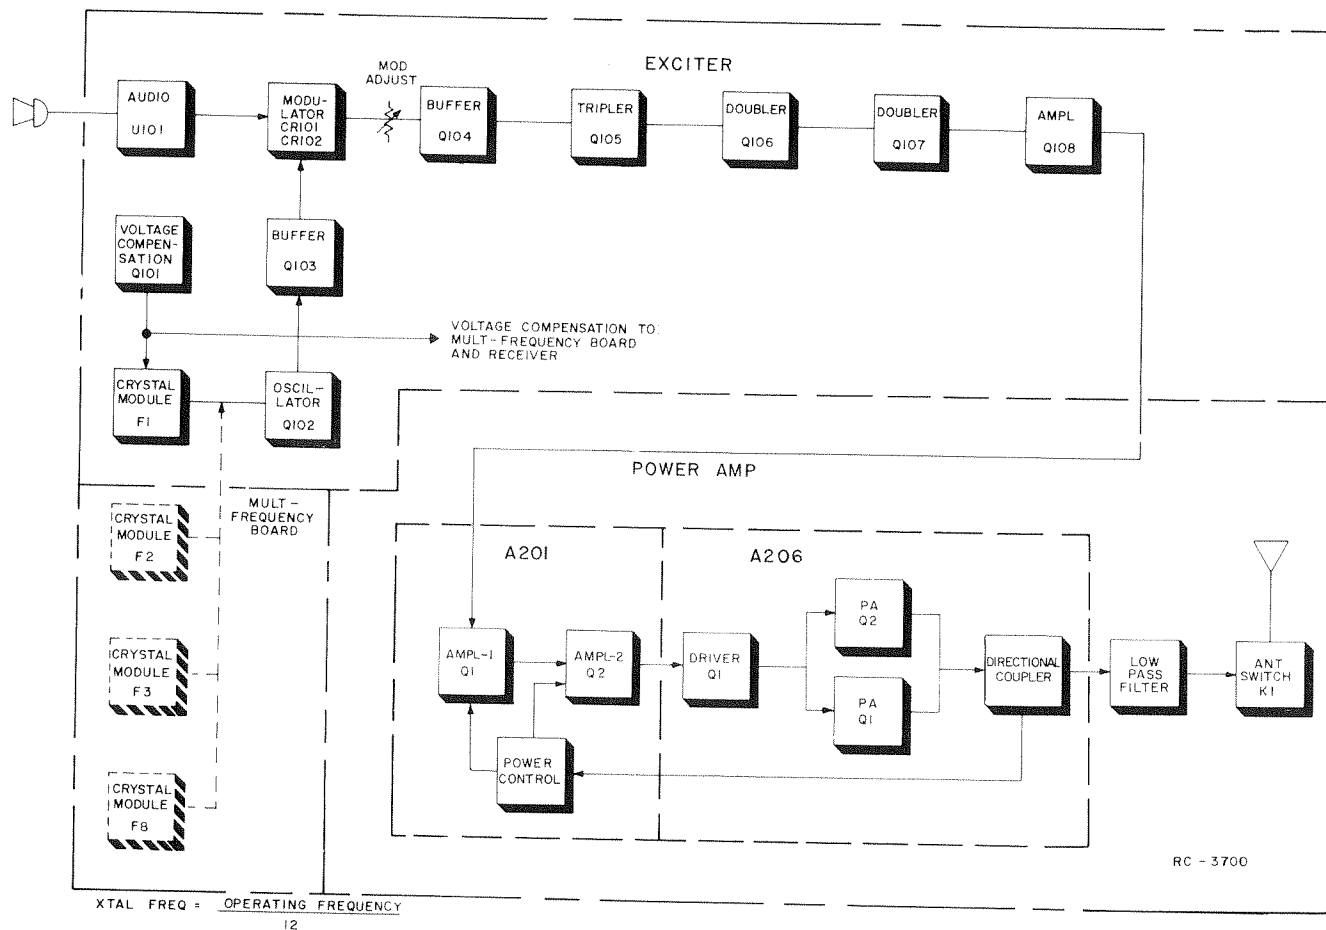 EXCITER
MOD
ADJUST
AUDIO
U101
MODU-
LATOR
CR101
CR102
BUFFER
Q104
TRIPLER
Q105
DOUBLER
Q106
DOUBLER
Q107
AMPL
Q108
VOLTAGE
COMPEN-
SATION
Q101
BUFFER
Q103
VOLTAGE COMPENSATION TO:
MULT-FREQUENCY BOARD
AND RECEIVER
CRYSTAL
MODULE
F1
OSCIL-
LATOR
Q102
POWER AMP
MULT-
FREQUENCY
BOARD
CRYSTAL
MODULE
F2
CRYSTAL
MODULE
F3
CRYSTAL
MODULE
F8
A201
A206
AMPL-1
Q1
AMPL-2
Q2
POWER
CONTROL
DRIVER
Q1
PA
Q2
PA
Q1
DIRECTIONAL
COUPLER
LOW
PASS
FILTER
ANT
SWITCH
K1
RC-3700
XTAL FREQ = OPERATING FREQUENCY
12